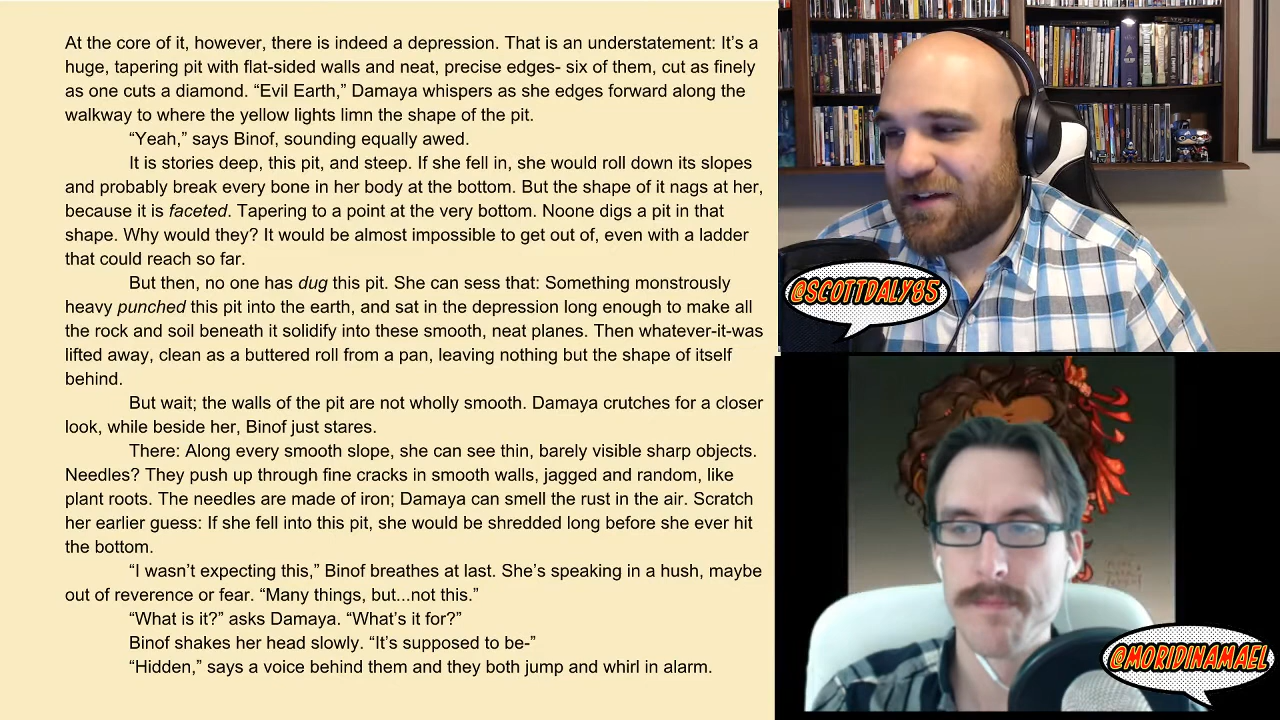 At the core of it, however, there is indeed a depression. That is an understatement: It's a
huge, tapering pit with flat-sided walls and neat, precise edges- six of them, cut as finely
as one cuts a diamond. “Evil Earth,” Damaya whispers as she edges forward along the
walkway to where the yellow lights limn the shape of the pit.
“Yeah,” says Binof, sounding equally awed.
It is stories deep, this pit, and steep. If she fell in, she would roll down its slopes
and probably break every bone in her body at the bottom. But the shape of it nags at her,
because it is faceted. Tapering to a point at the very bottom. Noone digs a pit in that
shape. Why would they? It would be almost impossible to get out of, even with a ladder
that could reach so far.
But then, no one has dug this pit. She can sess that: Something monstrously
heavy punched this pit into the earth, and sat in the depression long enough to make all
the rock and soil beneath it solidify into these smooth, neat planes. Then whatever-it-was
lifted away, clean as a buttered roll from a pan, leaving nothing but the shape of itself
behind.
But wait; the walls of the pit are not wholly smooth. Damaya crutches for a closer
look, while beside her, Binof just stares.
There: Along every smooth slope, she can see thin, barely visible sharp objects.
Needles? They push up through fine cracks in smooth walls, jagged and random, like
plant roots. The needles are made of iron; Damaya can smell the rust in the air. Scratch
her earlier guess: If she fell into this pit, she would be shredded long before she ever hit
the bottom.
“I wasn't expecting this,” Binof breathes at last. She's speaking in a hush, maybe
out of reverence or fear. “Many things, but...not this.”
“What is it?” asks Damaya. “What's it for?”
Binof shakes her head slowly. “It's supposed to be-”
“Hidden,” says a voice behind them and they both jump and whirl in alarm.
@SCOTTDALY85
@MORIDINAMAEL